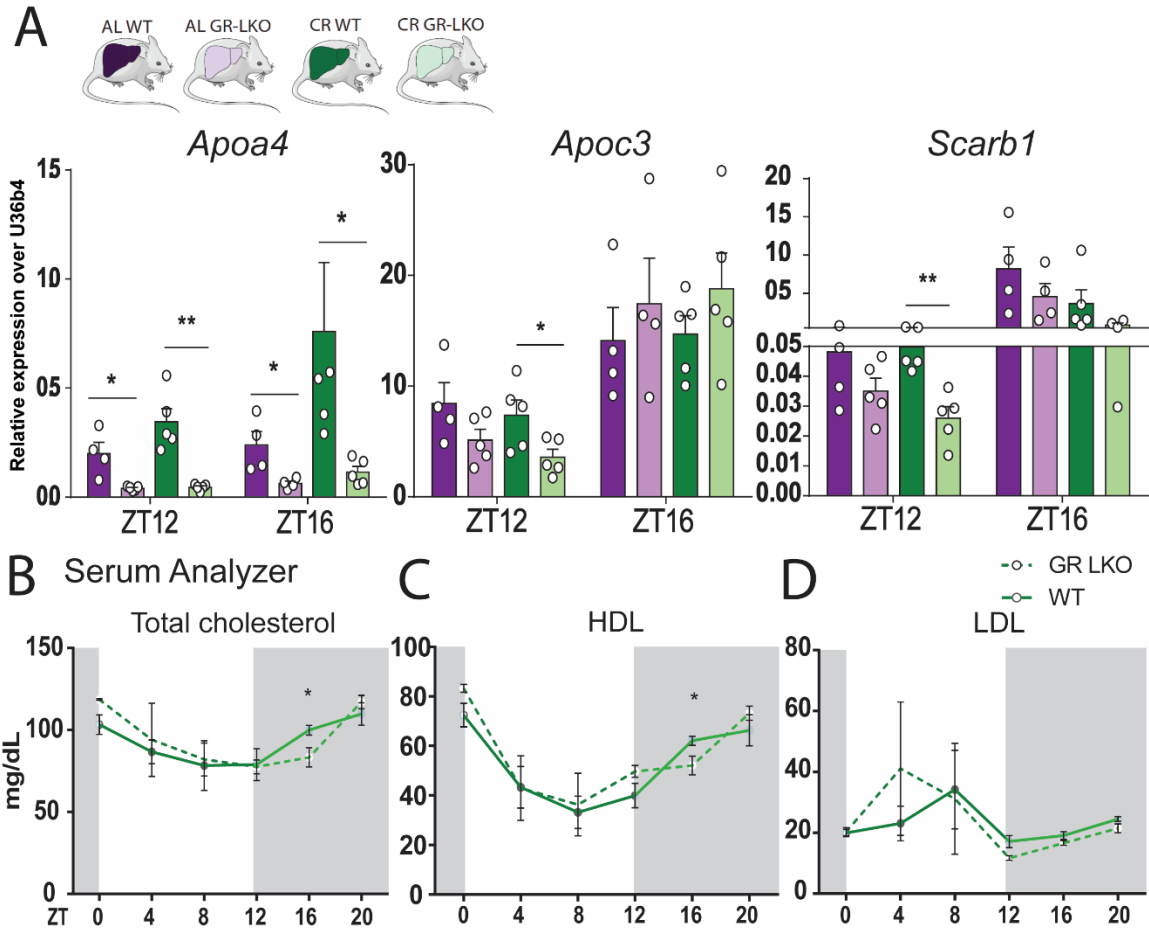 A
AL WT
AL GR-LKO
CR WT
CR GR-LKO
Apoa4
Apoc3
Scarb1
Relative expression over U36b4
15
10
05
00
*
**
*
*
ZT12
ZT16
30
20
10
0
*
ZT12
ZT16
20
15
10
05
0.05
0.04
0.03
0.02
0.01
0.00
**
ZT12
ZT16
B Serum Analyzer
C
D
GR LKO
WT
Total cholesterol
HDL
LDL
mg/dL
150
100
50
0
*
ZT 0 4 8 12 16 20
100
80
60
40
20
0
*
0 4 8 12 16 20
80
60
40
20
0
0 4 8 12 16 20